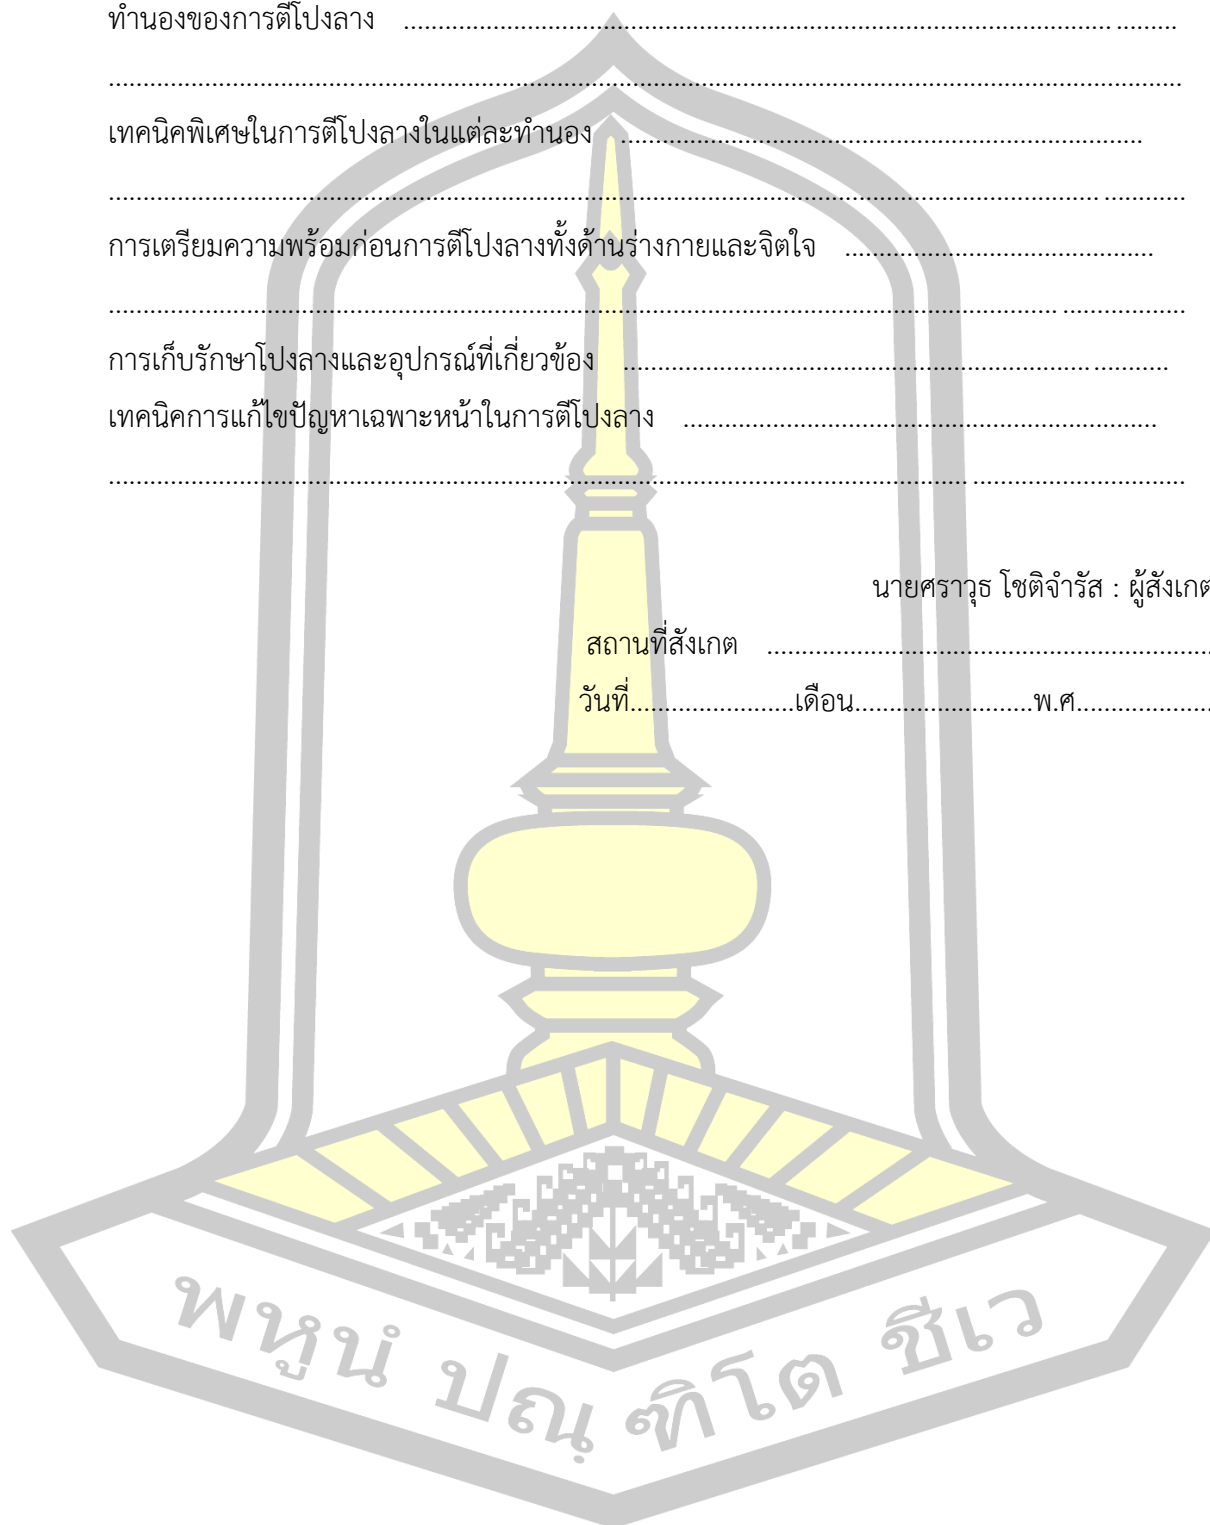 ทำนองของการตีโปงลาง ....................................................................................................... .........
............................................................................................................................................................
เทคนิคพิเศษในการตีโปงลางในแต่ละทำนอง ............................................................................
................................................................................................................................................ ............
การเตรียมความพร้อมก่อนการตีโปงลางทั้งด้านร่างกายและจิตใจ .............................................
.......................................................................................................................................... ..................
การเก็บรักษาโปงลางและอุปกรณ์ที่เกี่ยวข้อง .................................................................... ...........
เทคนิคการแก้ไขปัญหาเฉพาะหน้าในการตีโปงลาง .....................................................................
............................................................................................................................. ...............................
นายศราวุธ โชติจำรัส : ผู้สังเกต
สถานที่สังเกต .................................................................
วันที่........................เดือน..........................พ.ศ....................
พหูนํ ปณฺฑิโต ชีเว